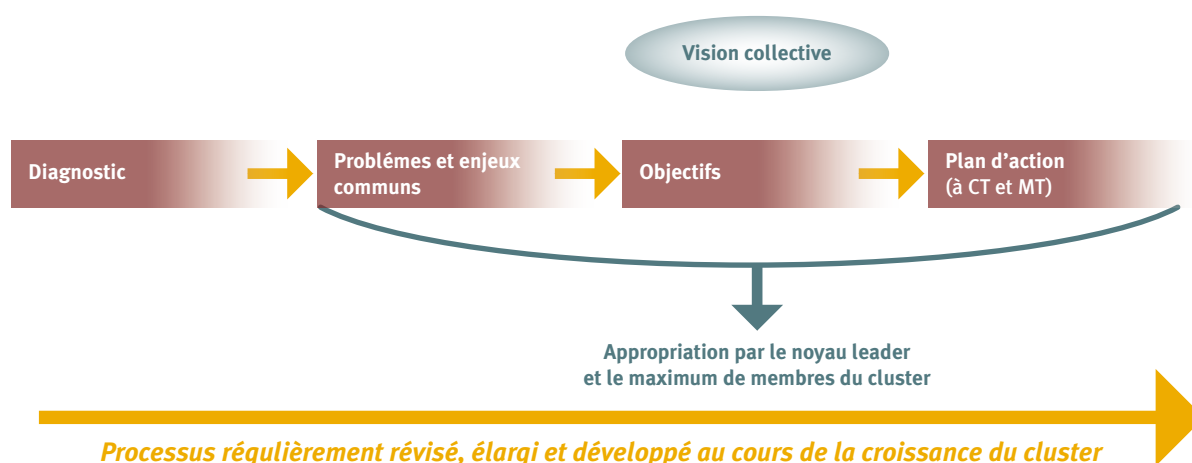 Vision collective
Diagnostic
Problémes et enjeux
communs
Objectifs
Plan d’action
(à CT et MT)
Appropriation par le noyau leader
et le maximum de membres du cluster
Processus régulièrement révisé, élargi et développé au cours de la croissance du cluster